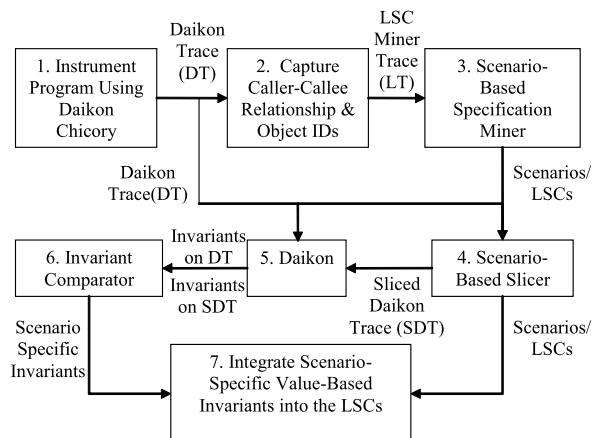 Daikon
Trace
(DT)
LSC
Miner
Trace
(LT)
1. Instrument
Program Using
Daikon
Chicory
2. Capture
Caller-Callee
Relationship &
Object IDs
3. Scenario-
Based
Specification
Miner
Daikon
Trace(DT)
Scenarios/
LSCs
6. Invariant
Comparator
Invariants
on DT
Invariants
on SDT
5. Daikon
4. Scenario-
Based Slicer
Sliced
Daikon
Trace (SDT)
Scenario
Specific
Invariants
Scenarios/
LSCs
7. Integrate Scenario-
Specific Value-Based
Invariants into the LSCs